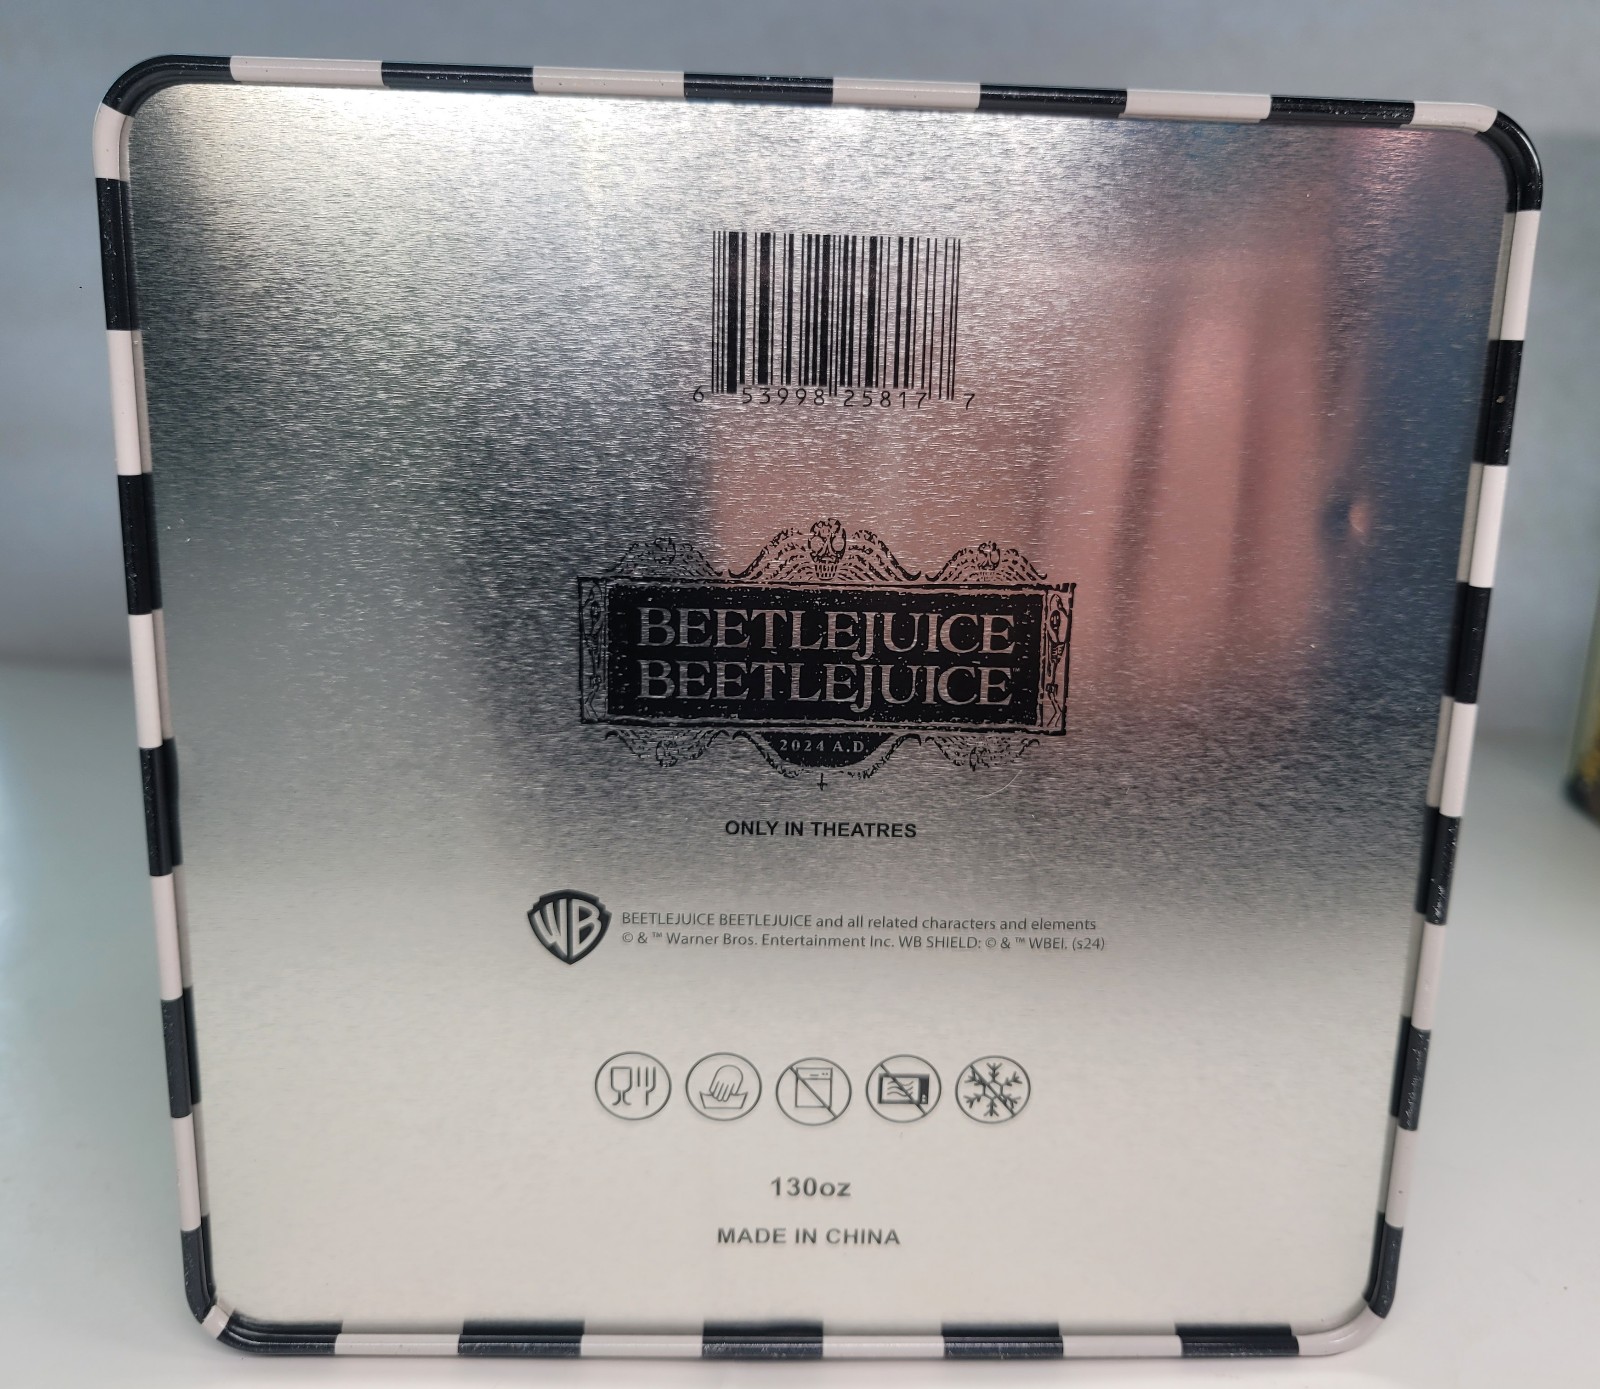 6 53998 25817 7
BEETLEJUICE
BEETLEJUICE™
2024 A.D.
ONLY IN THEATRES
WB
BEETLEJUICE BEETLEJUICE and all related characters and elements
© & ™ Warner Bros. Entertainment Inc. WB SHIELD: © & ™ WBEI. (s24)
130oz
MADE IN CHINA